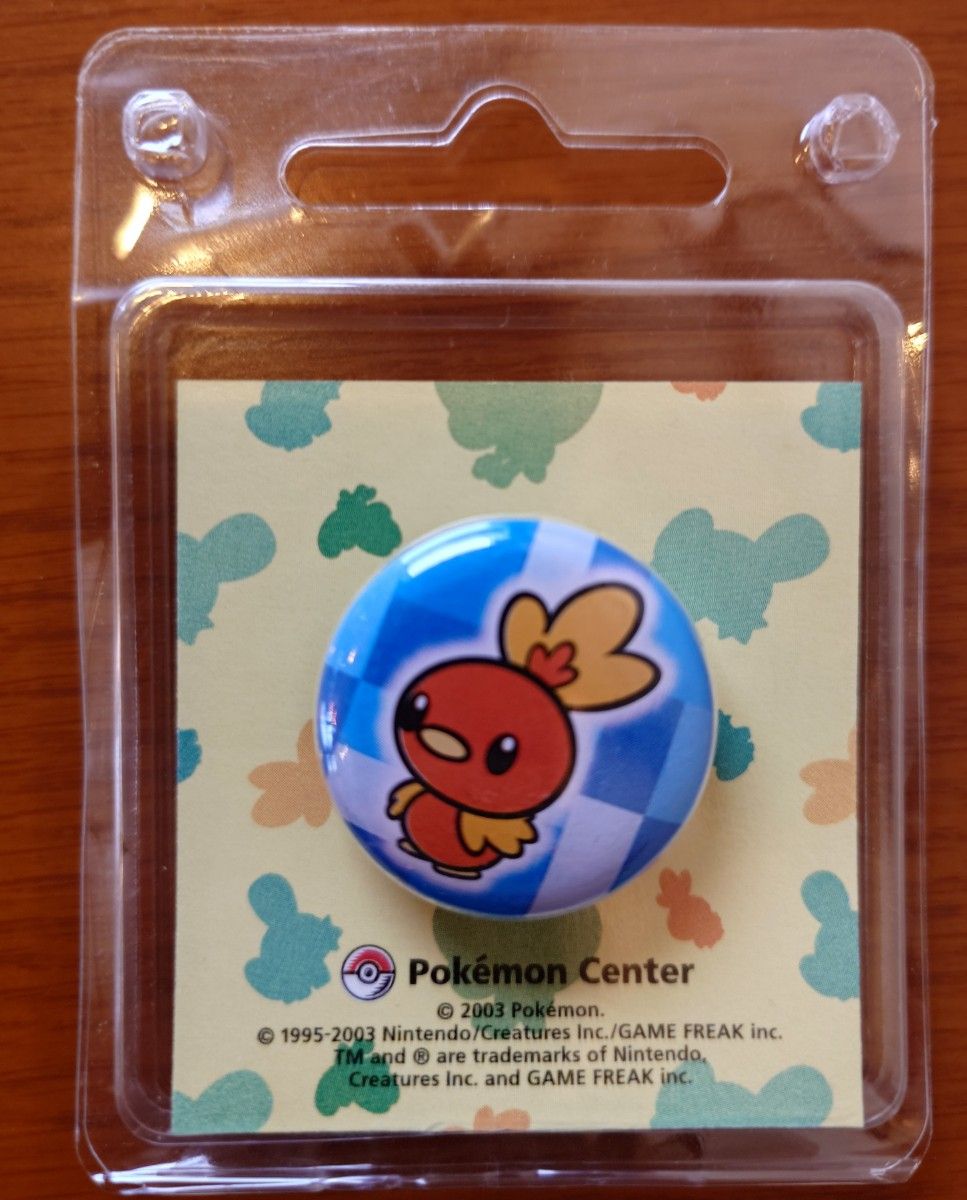 Pokémon Center
© 2003 Pokémon.
© 1995-2003 Nintendo/Creatures Inc./GAME FREAK inc.
TM and ® are trademarks of Nintendo,
Creatures Inc. and GAME FREAK inc.